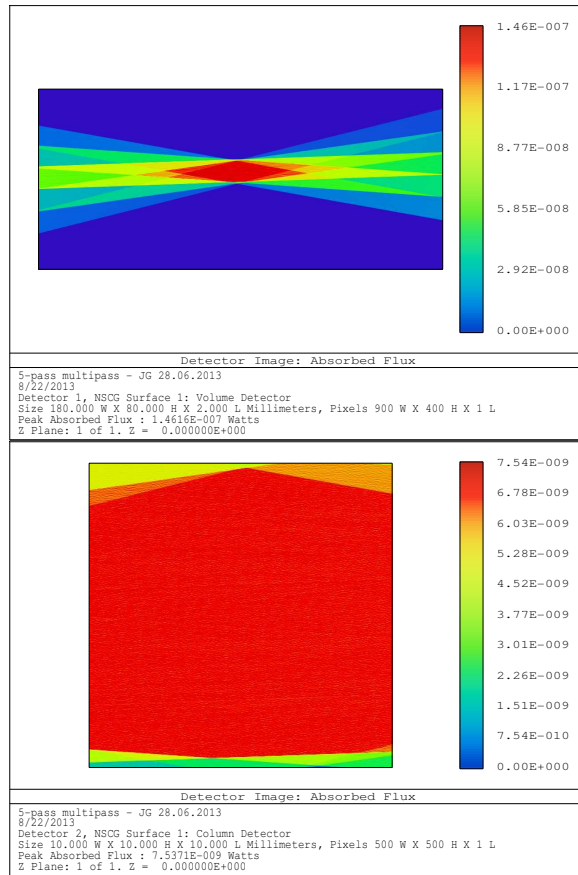 1.46E-007
1.17E-007
8.77E-008
5.85E-008
2.92E-008
0.00E+000
Detector Image: Absorbed Flux
5-pass multipass - JG 28.06.2013
8/22/2013
Detector 1, NSCG Surface 1: Volume Detector
Size 180.000 W X 80.000 H X 2.000 L Millimeters, Pixels 900 W X 400 H X 1 L
Peak Absorbed Flux : 1.4616E-007 Watts
Z Plane: 1 of 1. Z =  0.000000E+000
7.54E-009
6.78E-009
6.03E-009
5.28E-009
4.52E-009
3.77E-009
3.01E-009
2.26E-009
1.51E-009
7.54E-010
0.00E+000
Detector Image: Absorbed Flux
5-pass multipass - JG 28.06.2013
8/22/2013
Detector 2, NSCG Surface 1: Column Detector
Size 10.000 W X 10.000 H X 10.000 L Millimeters, Pixels 500 W X 500 H X 1 L
Peak Absorbed Flux : 7.5371E-009 Watts
Z Plane: 1 of 1. Z =  0.000000E+000